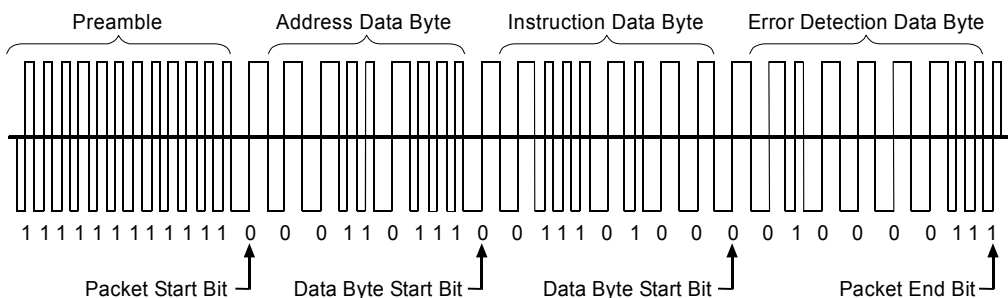 Preamble Address Data Byte Instruction Data Byte Error Detection Data Byte
1 1 1 1 1 1 1 1 1 1 1 1 0 0 0 1 1 0 1 1 1 0 0 1 1 1 0 1 0 0 0 0 1 0 0 0 0 1 1 1
Packet Start Bit Data Byte Start Bit Data Byte Start Bit Packet End Bit